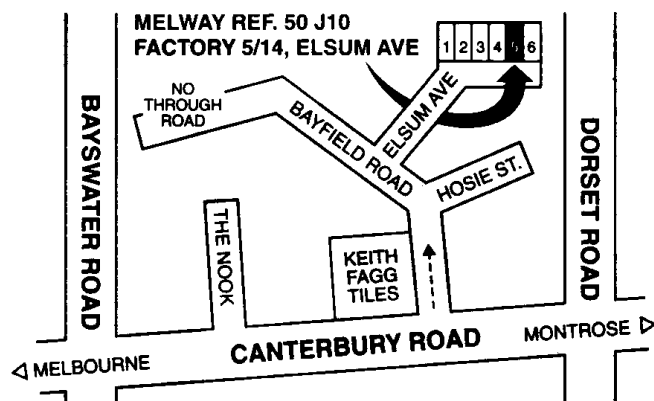 MELWAY REF. 50 J10
FACTORY 5/14, ELSUM AVE
1 2 3 4 5 6
NO
THROUGH
ROAD
BAYSWATER ROAD
BAYFIELD ROAD
ELSUM AVE
HOSIE ST.
DORSET ROAD
THE NOOK
KEITH
FAGG
TILES
CANTERBURY ROAD
MELBOURNE
MONTROSE